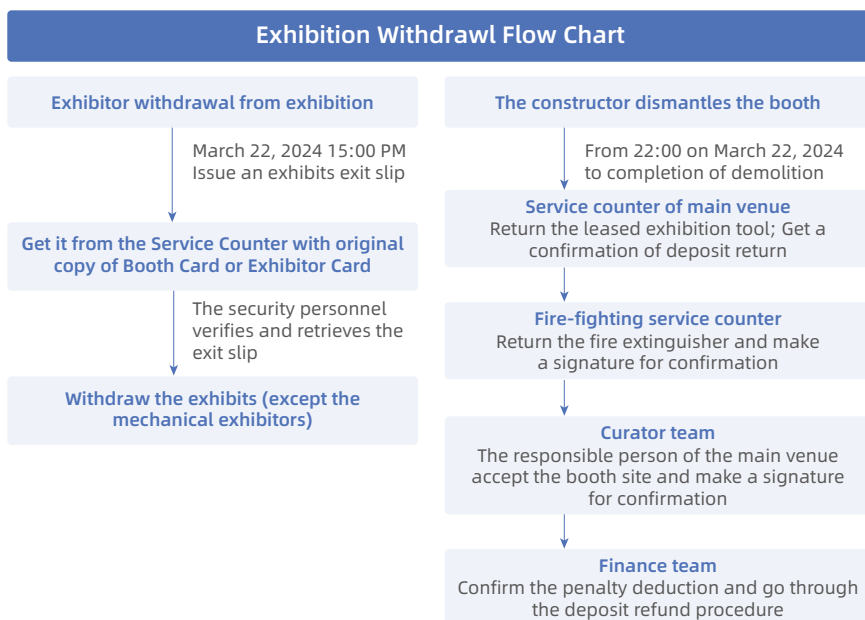 Exhibition Withdrawl Flow Chart
Exhibitor withdrawal from exhibition
March 22, 2024 15:00 PM
Issue an exhibits exit slip
Get it from the Service Counter with original
copy of Booth Card or Exhibitor Card
The security personnel
verifies and retrieves the
exit slip
Withdraw the exhibits (except the
mechanical exhibitors)
The constructor dismantles the booth
From 22:00 on March 22, 2024
to completion of demolition
Service counter of main venue
Return the leased exhibition tool; Get a
confirmation of deposit return
Fire-fighting service counter
Return the fire extinguisher and make
a signature for confirmation
Curator team
The responsible person of the main venue
accept the booth site and make a signature
for confirmation
Finance team
Confirm the penalty deduction and go through
the deposit refund procedure